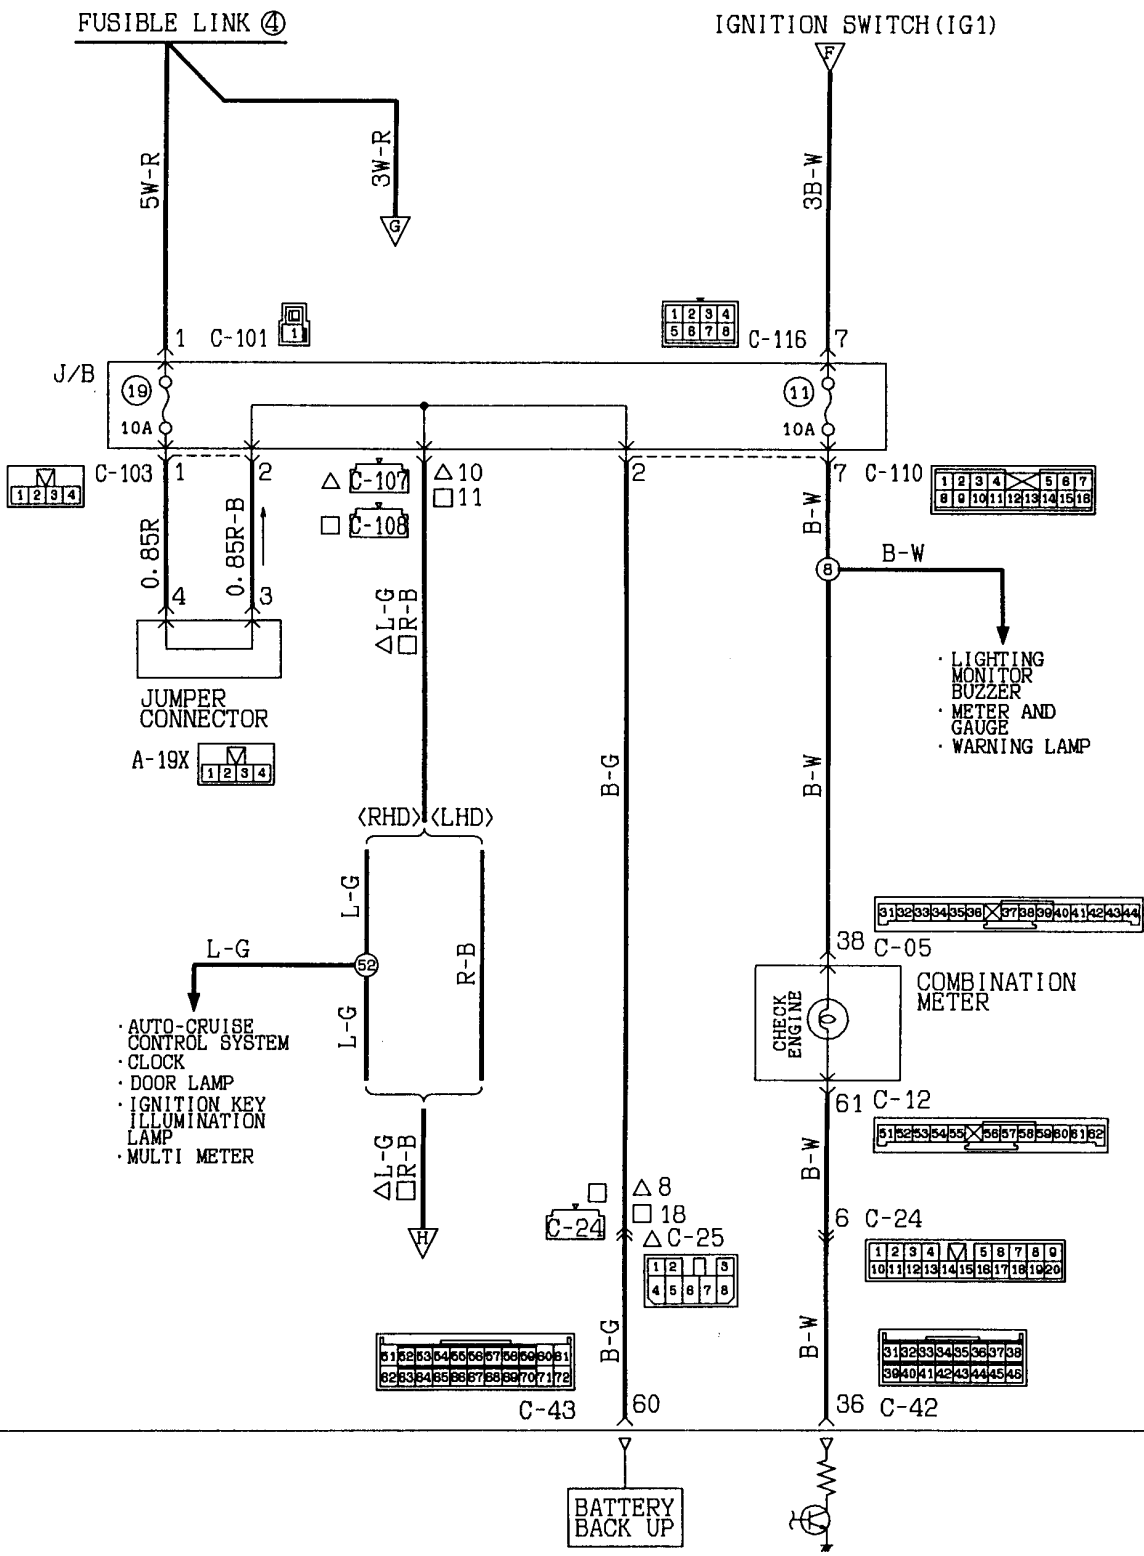 FUSIBLE LINK ④
IGNITION SWITCH(IG1)
F
5W-R
3W-R
3B-W
G
1 2 3 4
5 6 7 8
1
1 C-101
C-116 7
J/B
19
11
10A
10A
C-103 1 2
△ C-107 △10
□ C-108 □11
2
7 C-110
1 2 3 4
1 2 3 4 5 6 7
8 9 10 11 12 13 14 15 16
0.85R
0.85R-B
B-W
8
B-W
4 3
△L-G
□R-B
JUMPER
CONNECTOR
A-19X
1 2 3 4
· LIGHTING
MONITOR
BUZZER
· METER AND
GAUGE
· WARNING LAMP
B-G
B-W
<RHD> <LHD>
L-G
R-B
L-G
52
L-G
31 32 33 34 35 36 37 38 39 40 41 42 43 44
38 C-05
COMBINATION
METER
CHECK
ENGINE
· AUTO-CRUISE
CONTROL SYSTEM
· CLOCK
· DOOR LAMP
· IGNITION KEY
ILLUMINATION
LAMP
· MULTI METER
61 C-12
51 52 53 54 55 56 57 58 59 60 61 62
△L-G
□R-B
B-W
H
□ △8
C-24 □18
△C-25
6 C-24
1 2 3
4 5 6 7 8
1 2 3 4 5 6 7 8 9
10 11 12 13 14 15 16 17 18 19 20
B-G
B-W
51 52 53 54 55 56 57 58 59 60 61
62 63 64 65 66 67 68 69 70 71 72
31 32 33 34 35 36 37 38
39 40 41 42 43 44 45 46
C-43 60
36 C-42
BATTERY
BACK UP